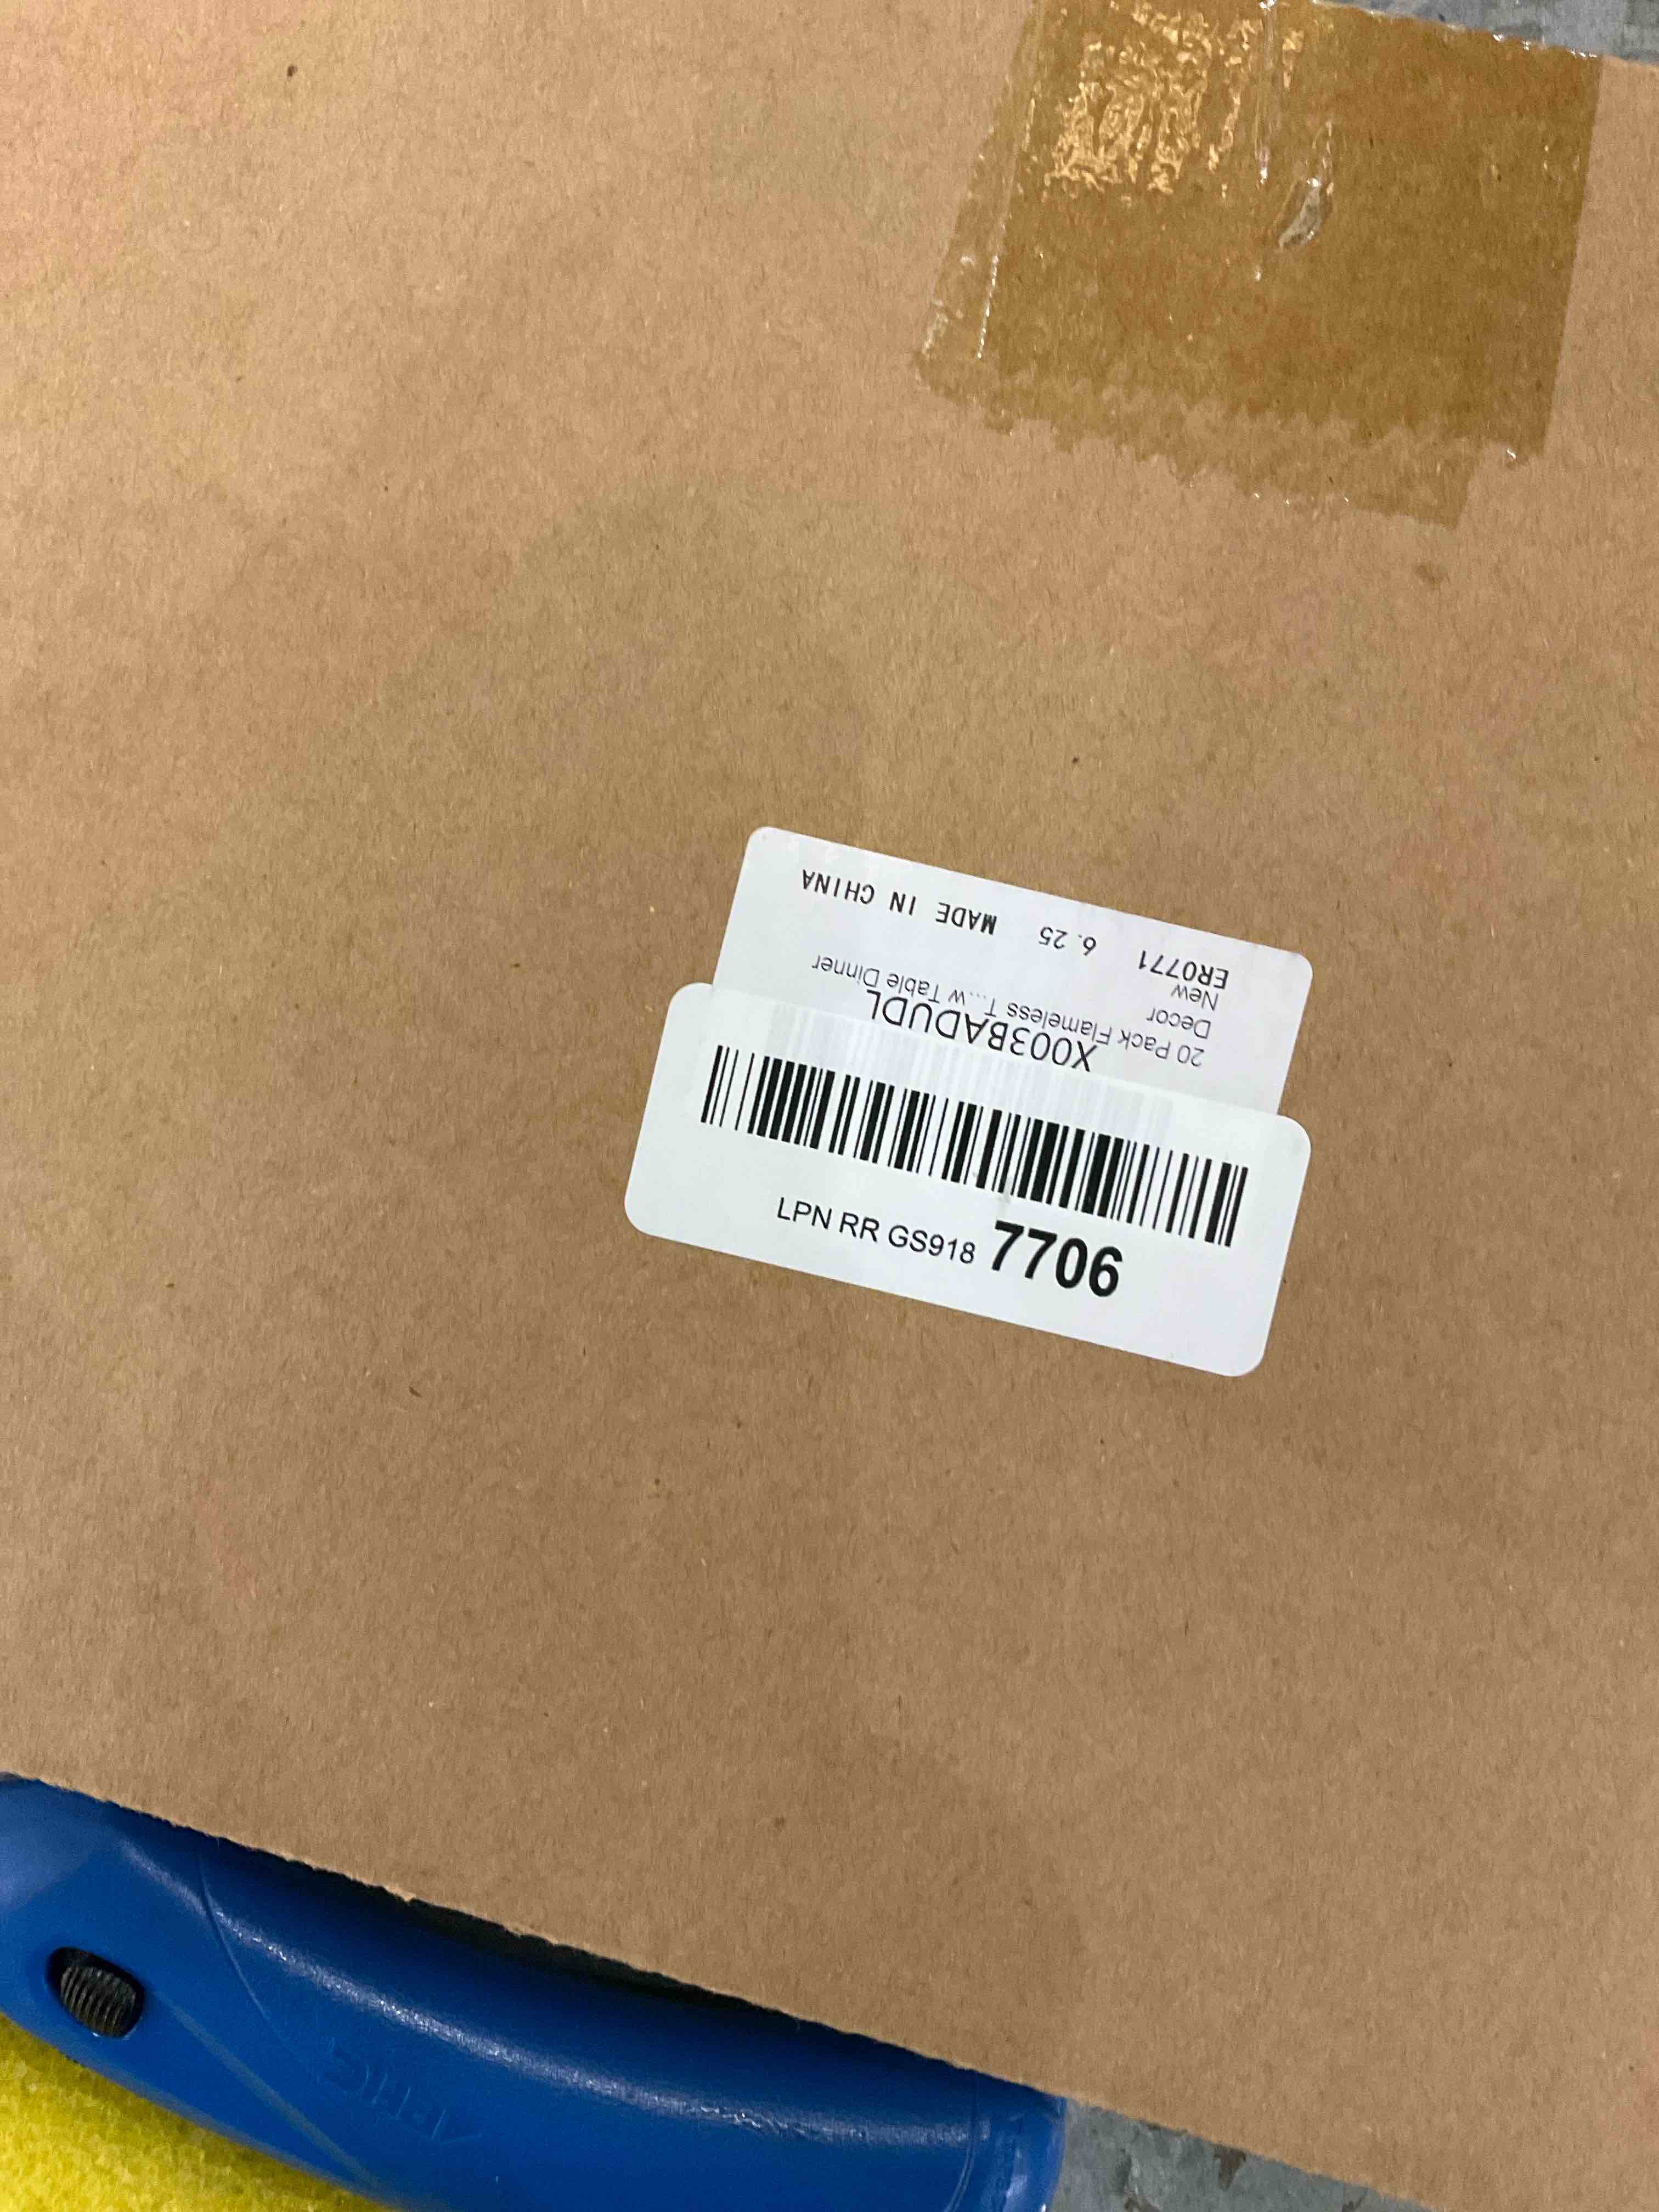 X003BADUDL
20 Pack Flameless T...w Table Dinner
Decor
New
ER0771 6.25 MADE IN CHINA
LPN RR GS918 7706